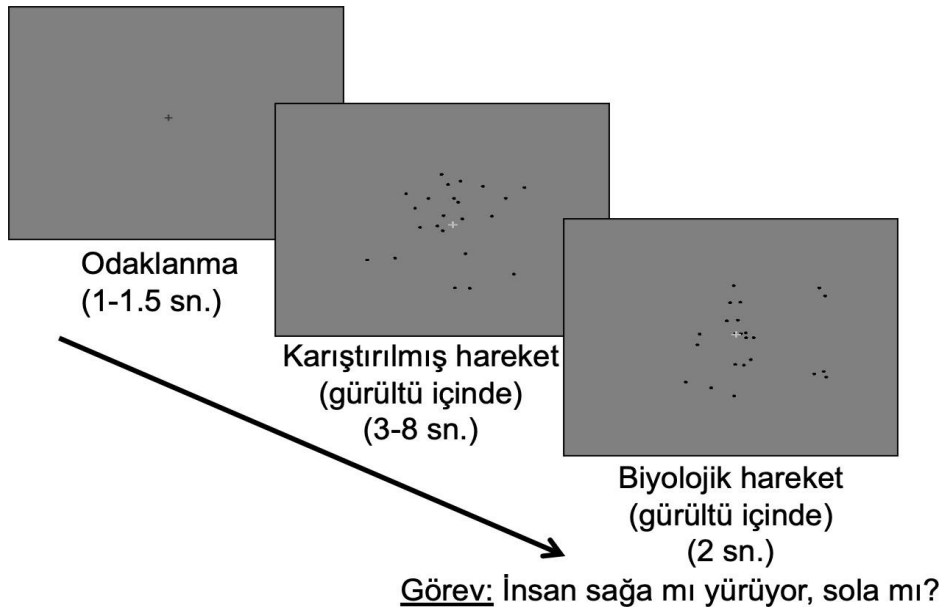 Odaklanma
(1-1.5 sn.)
Karıştırılmış hareket
(gürültü içinde)
(3-8 sn.)
Biyolojik hareket
(gürültü içinde)
(2 sn.)
Görev: İnsan sağa mı yürüyor, sola mı?